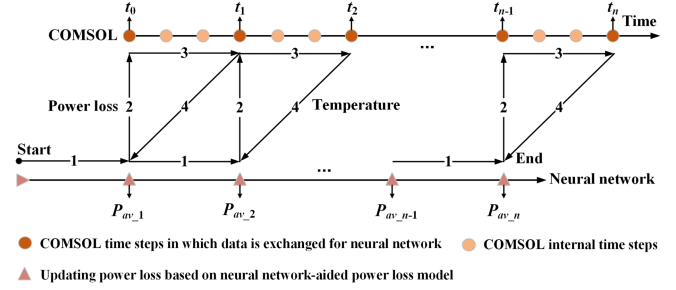 t0 t1 t2 tn-1 tn
Time
COMSOL
3 3 ...
Power loss 2 4 2 4 Temperature 2 4
Start
1 1 1 End
...
Neural network
Pav_1 Pav_2 Pav_n-1 Pav_n
COMSOL time steps in which data is exchanged for neural network COMSOL internal time steps
Updating power loss based on neural network-aided power loss model